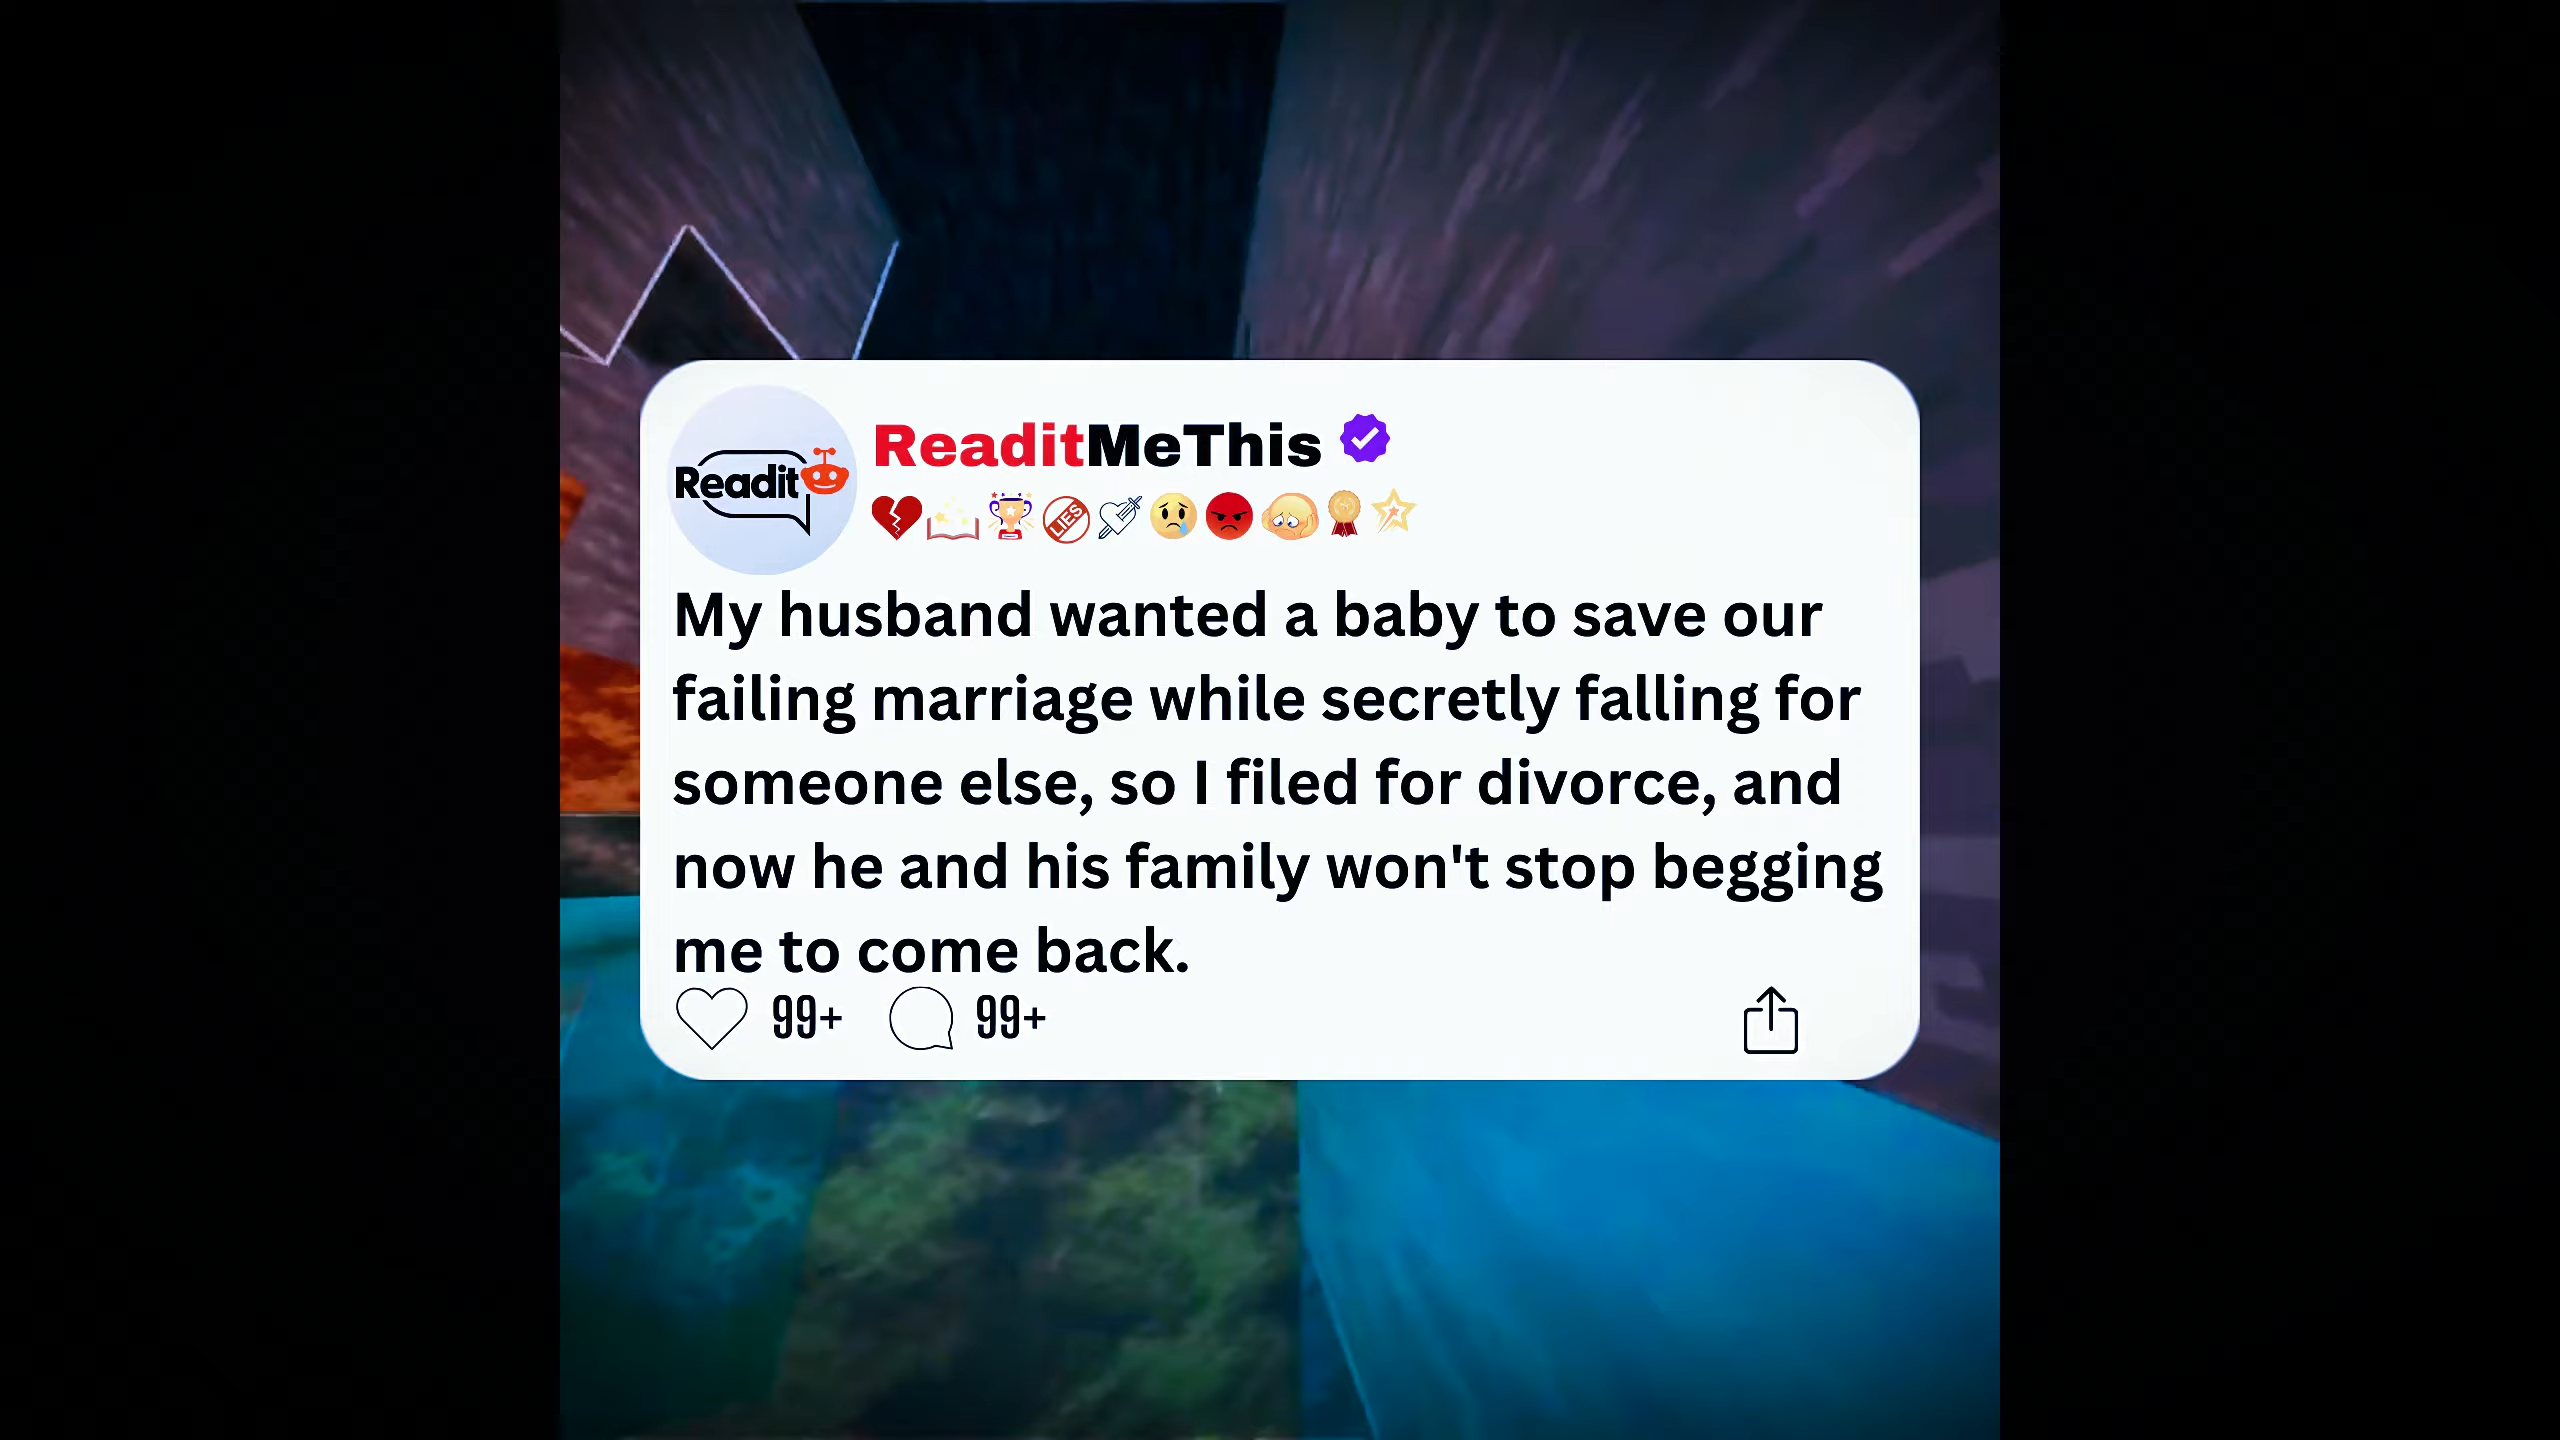 Readit
ReaditMeThis
LIES
My husband wanted a baby to save our
failing marriage while secretly falling for
someone else, so I filed for divorce, and
now he and his family won't stop begging
me to come back.
99+ 99+